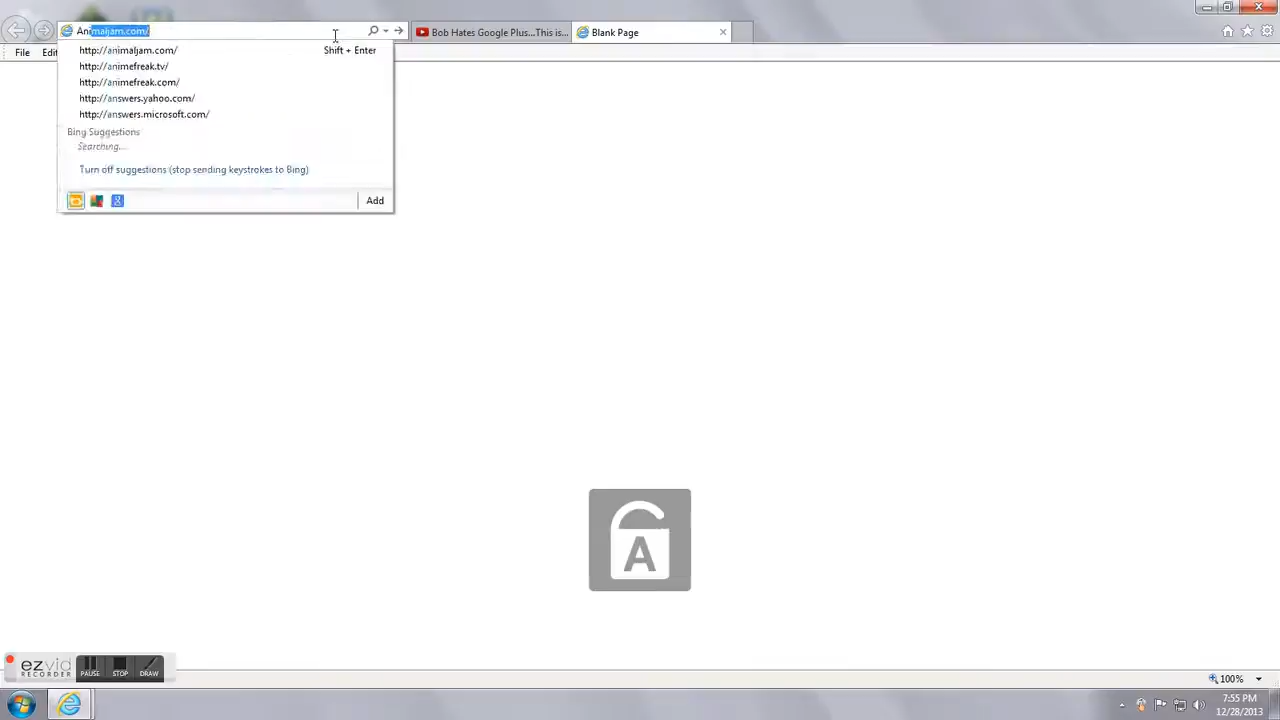 Animaljam.com/
Bob Hates Google Plus...This is...
Blank Page
File
Edit
http://animaljam.com/
Shift + Enter
http://animefreak.tv/
http://animefreak.com/
http://answers.yahoo.com/
http://answers.microsoft.com/
Bing Suggestions
Searching...
Turn off suggestions (stop sending keystrokes to Bing)
Add
A
ezvid
RECORDER
PAUSE
STOP
DRAW
100%
7:55 PM
12/28/2013